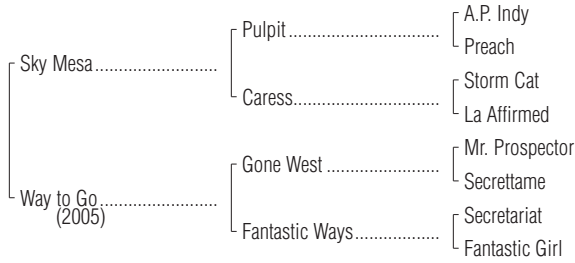 A.P. Indy
Pulpit
Preach
Sky Mesa
Storm Cat
Caress
La Affirmed
Mr. Prospector
Gone West
Secrettame
Way to Go
(2005)
Secretariat
Fantastic Ways
Fantastic Girl